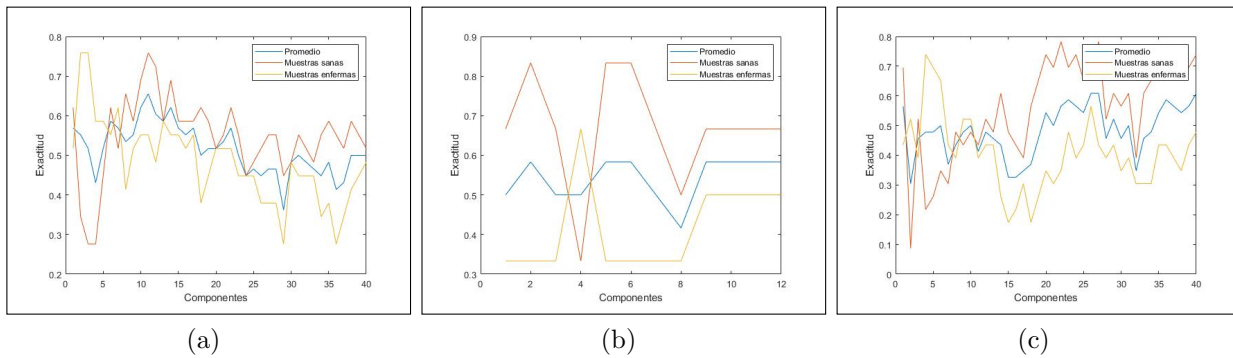 0.8
0.7
0.6
0.5
0.4
0.3
0.2
0 5 10 15 20 25 30 35 40
Exactitud
Componentes
Promedio
Muestras sanas
Muestras enfermas
(a)
0.9
0.8
0.7
0.6
0.5
0.4
0.3
0 2 4 6 8 10 12
Exactitud
Componentes
Promedio
Muestras sanas
Muestras enfermas
(b)
0.8
0.7
0.6
0.5
0.4
0.3
0.2
0.1
0
0 5 10 15 20 25 30 35 40
Exactitud
Componentes
Promedio
Muestras sanas
Muestras enfermas
(c)